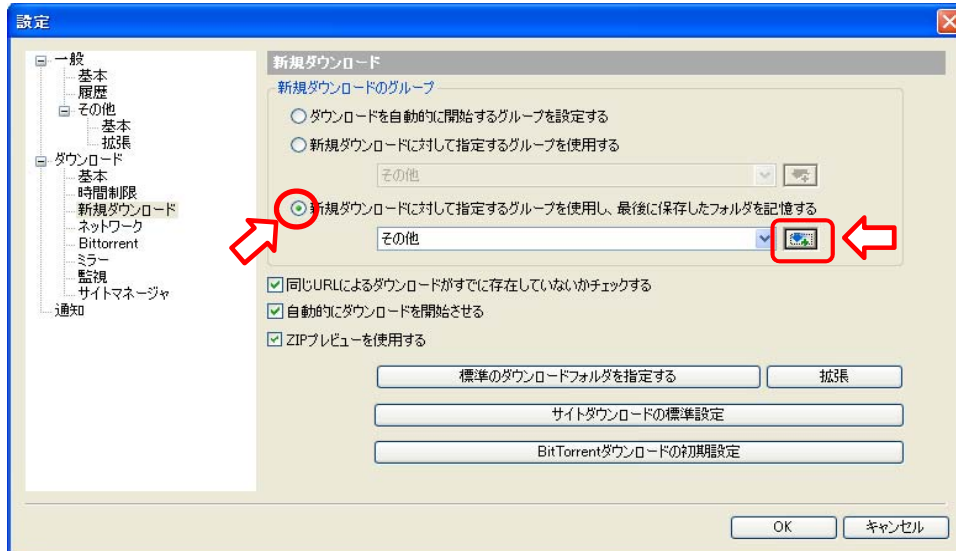 設定
一般
基本
履歴
その他
基本
拡張
ダウンロード
基本
時間制限
新規ダウンロード
ネットワーク
Bittorrent
ミラー
監視
サイトマネージャ
通知
新規ダウンロード
新規ダウンロードのグループ
ダウンロードを自動的に開始するグループを設定する
新規ダウンロードに対して指定するグループを使用する
その他
新規ダウンロードに対して指定するグループを使用し、最後に保存したフォルダを記憶する
その他
同じURLによるダウンロードがすでに存在していないかチェックする
自動的にダウンロードを開始させる
ZIPプレビューを使用する
標準のダウンロードフォルダを指定する 拡張
サイトダウンロードの標準設定
BitTorrentダウンロードの初期設定
OK キャンセル